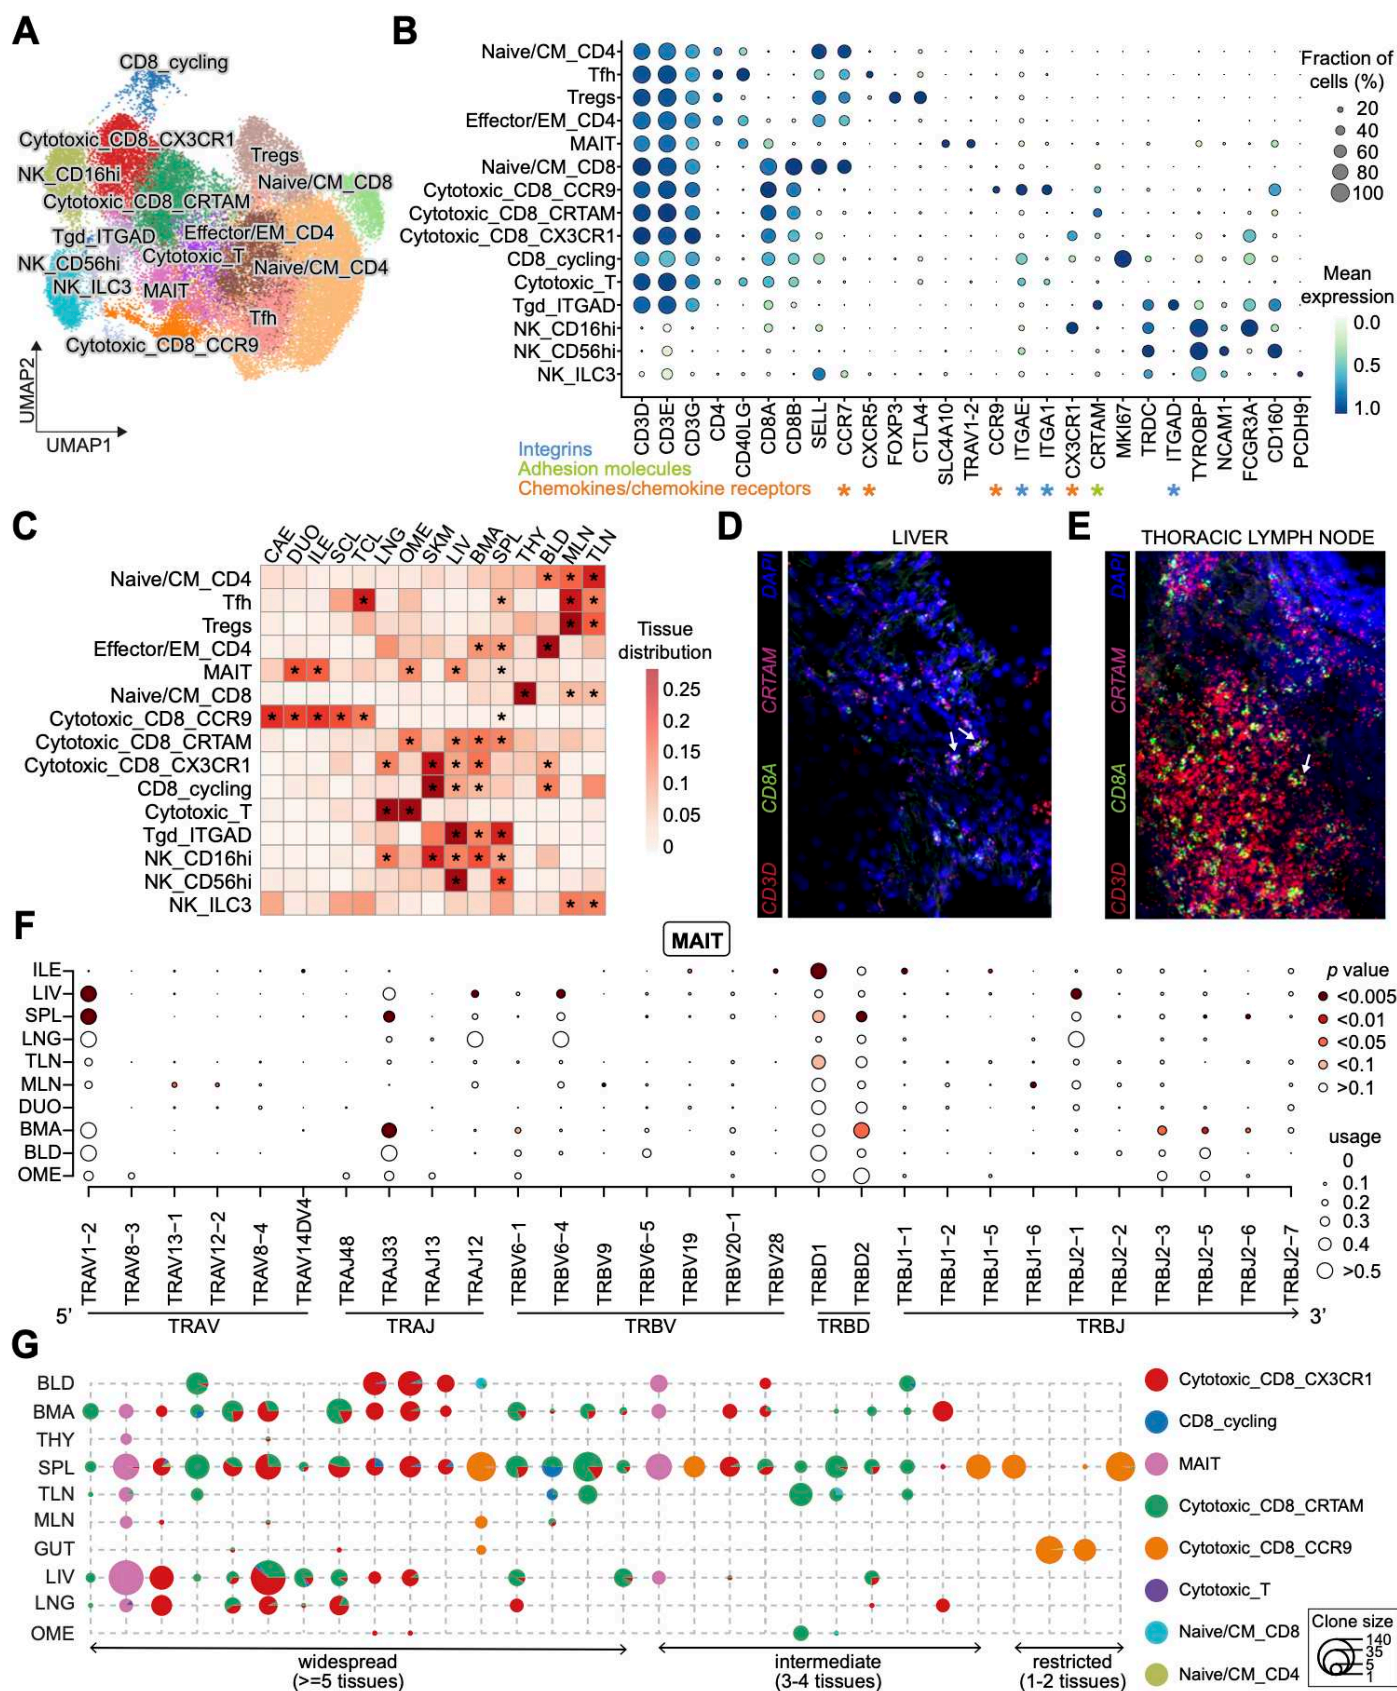 A
CD8_cycling
Cytotoxic_CD8_CX3CR1
Tregs
NK_CD16hi
Naive/CM_CD8
Cytotoxic_CD8_CRTAM
Tgd_ITGAD
Effector/EM_CD4
Cytotoxic_T
NK_CD56hi
Naive/CM_CD4
NK_ILC3
MAIT
Tfh
Cytotoxic_CD8_CCR9
UMAP2
UMAP1
B
Naive/CM_CD4
Tfh
Tregs
Effector/EM_CD4
MAIT
Naive/CM_CD8
Cytotoxic_CD8_CCR9
Cytotoxic_CD8_CRTAM
Cytotoxic_CD8_CX3CR1
CD8_cycling
Cytotoxic_T
Tgd_ITGAD
NK_CD16hi
NK_CD56hi
NK_ILC3
CD3D CD3E CD3G CD4 CD40LG CD8A CD8B SELL CCR7 CXCR5 FOXP3 CTLA4 SLC4A10 TRAV1-2 CCR9 ITGAE ITGA1 CX3CR1 CRTAM MKI67 TRDC ITGAD TYROBP NCAM1 FCGR3A CD160 PCDH9
Integrins
Adhesion molecules
Chemokines/chemokine receptors
* * * * * * * *
Fraction of
cells (%)
20
40
60
80
100
Mean
expression
0.0
0.5
1.0
C
CAE DUO ILE SCL TCL LNG OME SKM LIV BMA SPL THY BLD MLN TLN
Naive/CM_CD4 * * *
Tfh * * * *
Tregs * *
Effector/EM_CD4 * * *
MAIT * * * * *
Naive/CM_CD8 * * *
Cytotoxic_CD8_CCR9 * * * * * *
Cytotoxic_CD8_CRTAM * * * *
Cytotoxic_CD8_CX3CR1 * * * * *
CD8_cycling * * * *
Cytotoxic_T * *
Tgd_ITGAD * * *
NK_CD16hi * * * * *
NK_CD56hi * *
NK_ILC3 * *
Tissue
distribution
0.25
0.2
0.15
0.1
0.05
0
D
LIVER
CD3D CD8A CRTAM DAPI
E
THORACIC LYMPH NODE
CD3D CD8A CRTAM DAPI
F
MAIT
ILE
LIV
SPL
LNG
TLN
MLN
DUO
BMA
BLD
OME
TRAV1-2 TRAV8-3 TRAV13-1 TRAV12-2 TRAV8-4 TRAV14DV4 TRAJ48 TRAJ33 TRAJ13 TRAJ12 TRBV6-1 TRBV6-4 TRBV9 TRBV6-5 TRBV19 TRBV20-1 TRBV28 TRBD1 TRBD2 TRBJ1-1 TRBJ1-2 TRBJ1-5 TRBJ1-6 TRBJ2-1 TRBJ2-2 TRBJ2-3 TRBJ2-5 TRBJ2-6 TRBJ2-7
5' TRAV TRAJ TRBV TRBD TRBJ 3'
p value
<0.005
<0.01
<0.05
<0.1
>0.1
usage
0
0.1
0.2
0.3
0.4
>0.5
G
BLD
BMA
THY
SPL
TLN
MLN
GUT
LIV
LNG
OME
widespread
(>=5 tissues)
intermediate
(3-4 tissues)
restricted
(1-2 tissues)
Cytotoxic_CD8_CX3CR1
CD8_cycling
MAIT
Cytotoxic_CD8_CRTAM
Cytotoxic_CD8_CCR9
Cytotoxic_T
Naive/CM_CD8
Naive/CM_CD4
Clone size
140
35
5
1